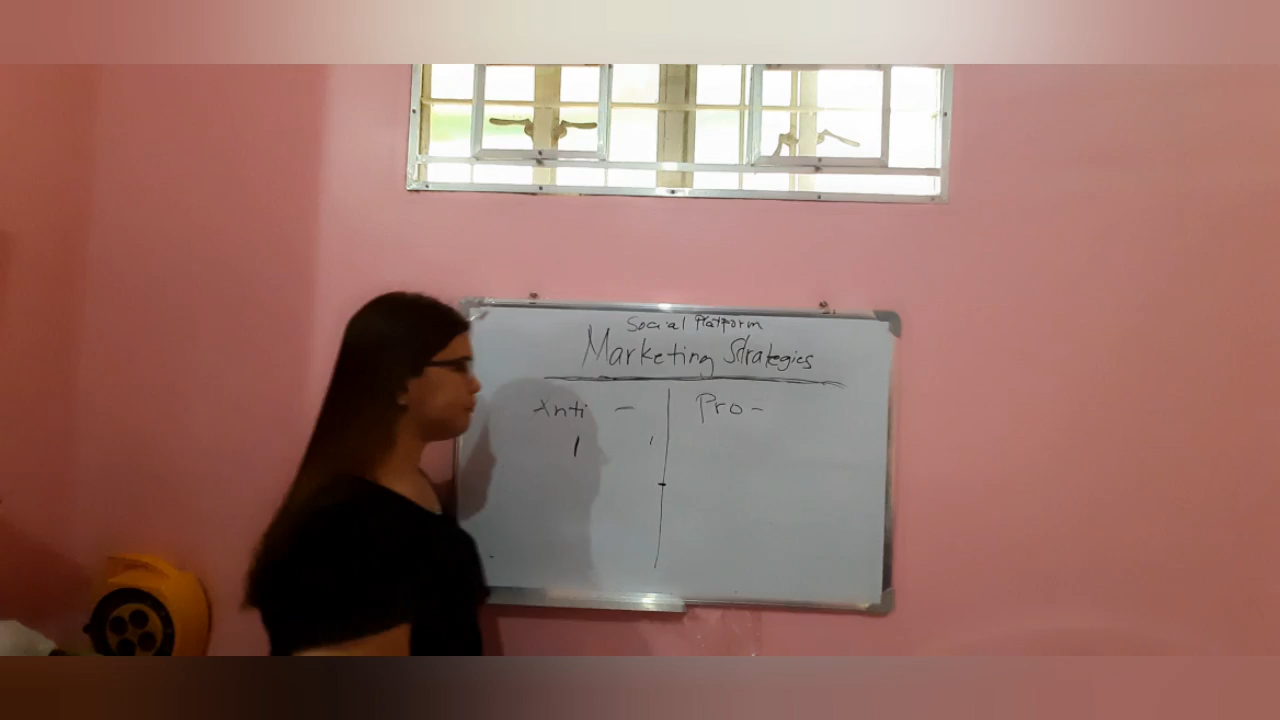 Social Platform
Marketing Strategies
Anti - Pro -